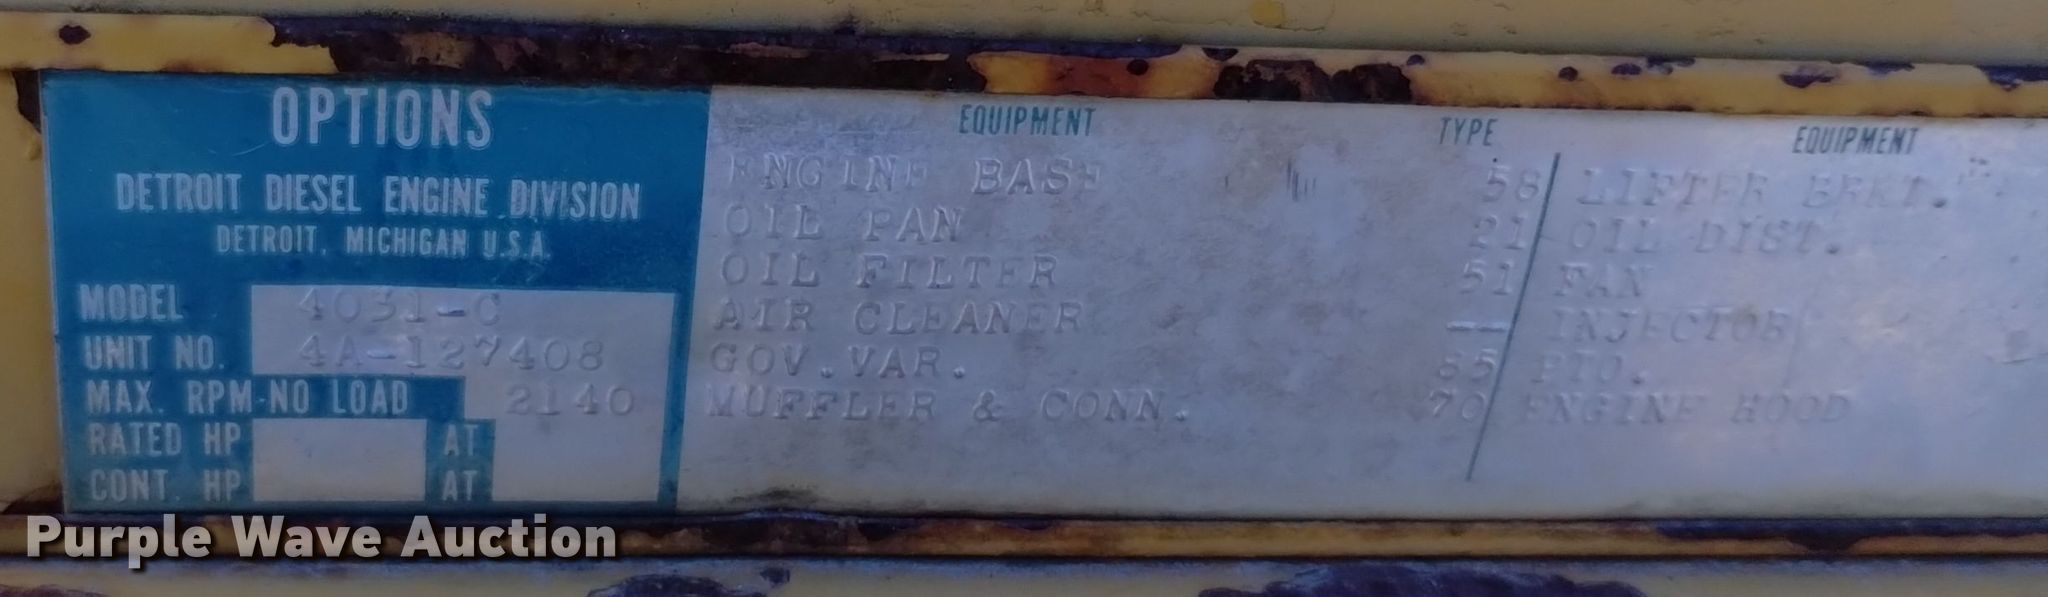 OPTIONS
DETROIT DIESEL ENGINE DIVISION
DETROIT, MICHIGAN U.S.A.
MODEL 4031-C
UNIT NO. 4A-127408
MAX. RPM-NO LOAD 2140
RATED HP AT
CONT. HP AT
EQUIPMENT TYPE EQUIPMENT
ENGINE BASE 58 LIFTER BRKT.
OIL PAN 21 OIL DIST.
OIL FILTER 51 FAN
AIR CLEANER -- INJECTOR
GOV.VAR. PTO.
MUFFLER & CONN. 70 ENGINE HOOD
Purple Wave Auction